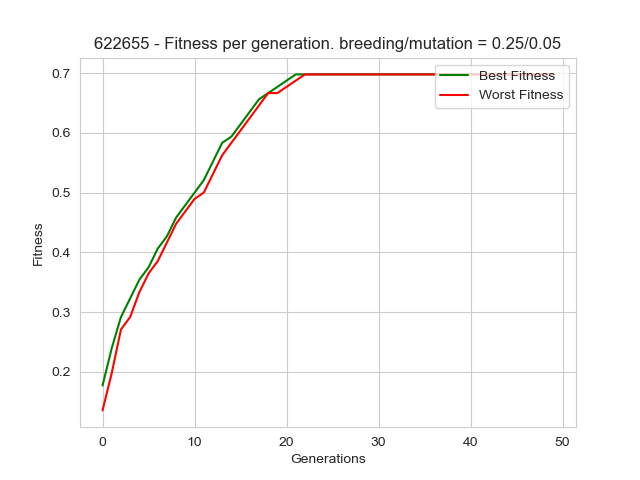 622655 - Fitness per generation. breeding/mutation = 0.25/0.05
0.7
0.6
0.5
0.4
0.3
0.2
Fitness
Best Fitness
Worst Fitness
0 10 20 30 40 50
Generations